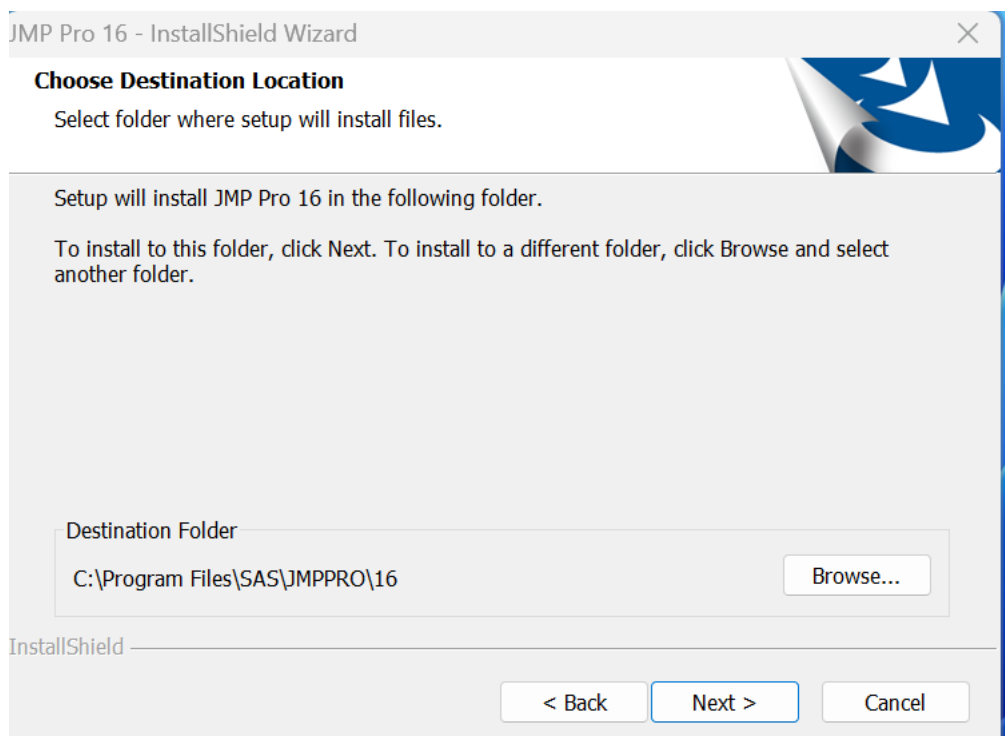 JMP Pro 16 - InstallShield Wizard
Choose Destination Location
Select folder where setup will install files.
Setup will install JMP Pro 16 in the following folder.
To install to this folder, click Next. To install to a different folder, click Browse and select
another folder.
Destination Folder
C:\Program Files\SAS\JMPPRO\16
Browse...
InstallShield
< Back
Next >
Cancel